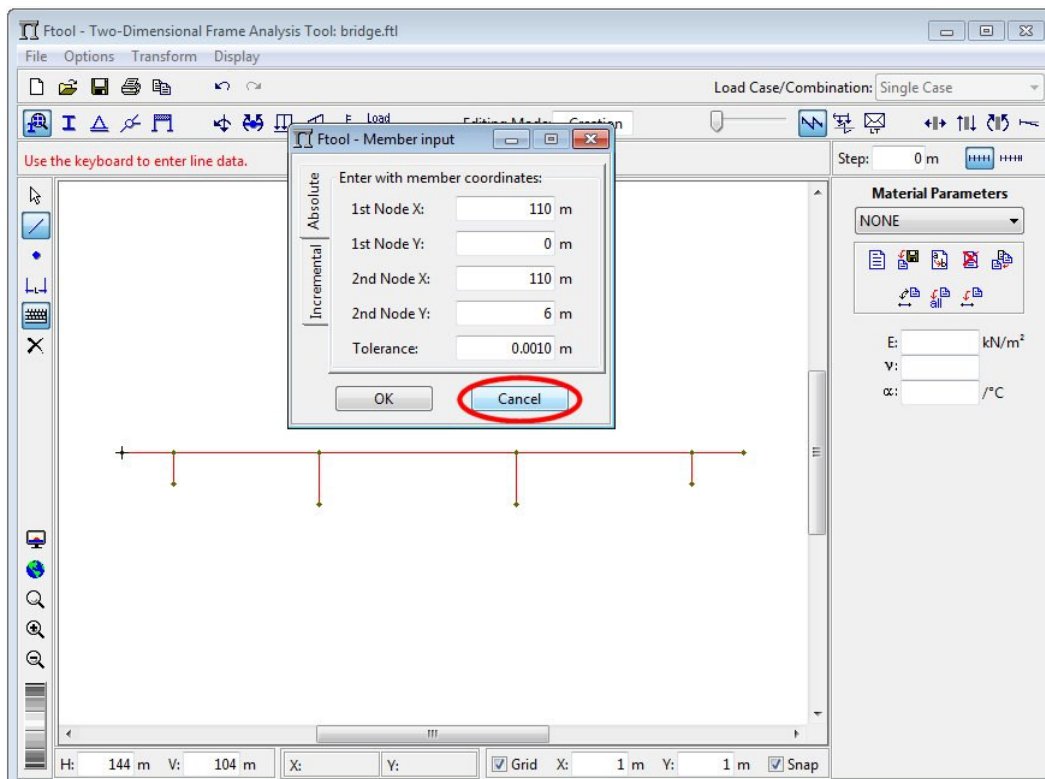 Ftool - Two-Dimensional Frame Analysis Tool: bridge.ftl
File Options Transform Display
Load Case/Combination: Single Case
Load
Use the keyboard to enter line data.
Step: 0 m
Ftool - Member input
Absolute
Incremental
Enter with member coordinates:
1st Node X: 110 m
1st Node Y: 0 m
2nd Node X: 110 m
2nd Node Y: 6 m
Tolerance: 0.0010 m
OK Cancel
Material Parameters
NONE
all
E: kN/m²
ν:
α: /°C
H: 144 m V: 104 m X: Y: Grid X: 1 m Y: 1 m Snap